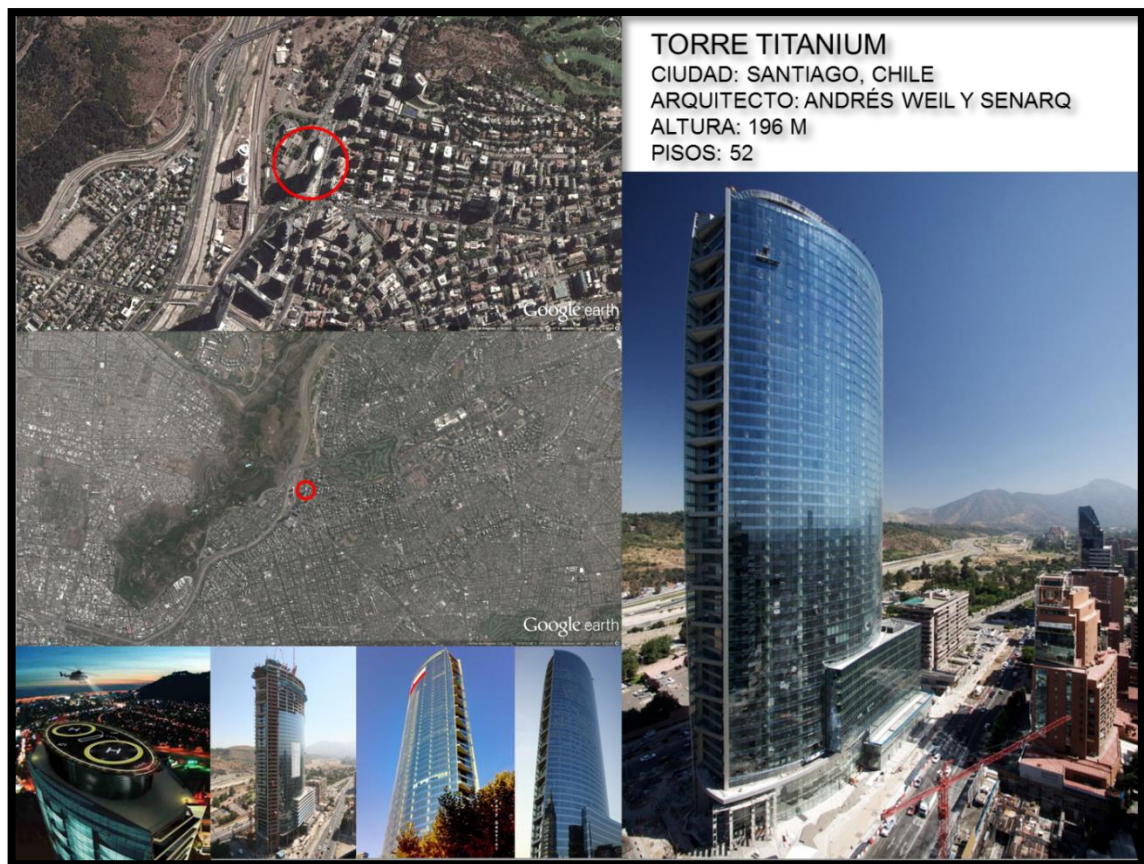 TORRE TITANIUM
CIUDAD: SANTIAGO, CHILE
ARQUITECTO: ANDRÉS WEIL Y SENARQ
ALTURA: 196 M
PISOS: 52
Google earth
Google earth
H
H